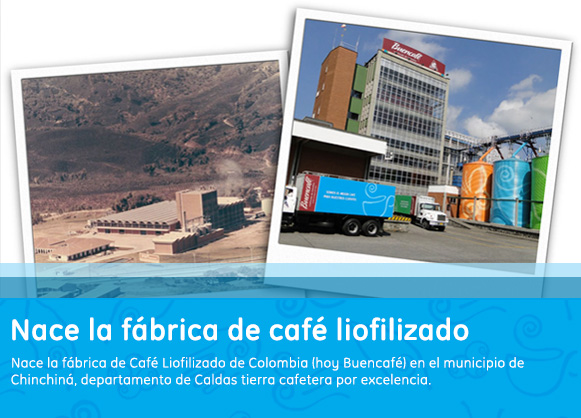 Buencafé
Buencafé
Nace la fábrica de café liofilizado
Nace la fábrica de Café Liofilizado de Colombia (hoy Buencafé) en el municipio de
Chinchiná, departamento de Caldas tierra cafetera por excelencia.